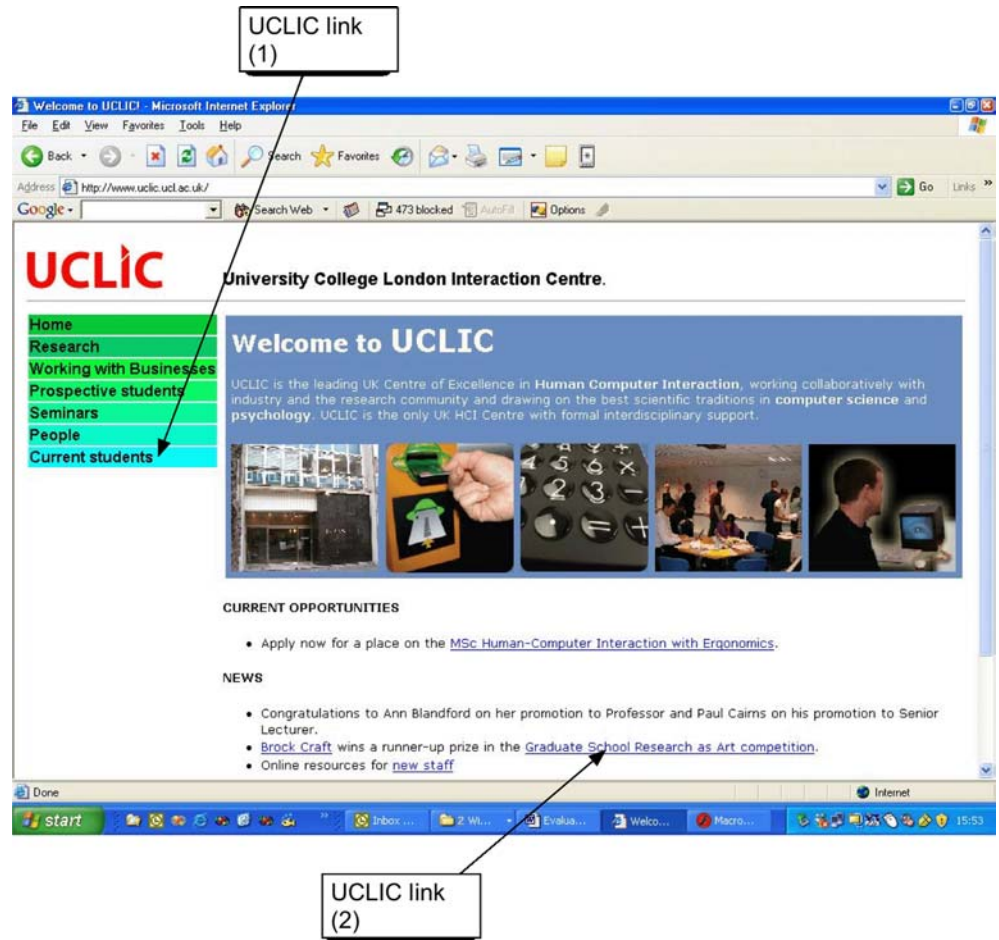 UCLIC link
(1)
Welcome to UCLIC! - Microsoft Internet Explorer
File Edit View Favorites Tools Help
Back Search Favorites
Address http://www.uclic.ucl.ac.uk/ Go Links »
Google Search Web 473 blocked AutoFill Options
UCLIC
University College London Interaction Centre.
Home
Research
Working with Businesses
Prospective students
Seminars
People
Current students
Welcome to UCLIC
UCLIC is the leading UK Centre of Excellence in Human Computer Interaction, working collaboratively with
industry and the research community and drawing on the best scientific traditions in computer science and
psychology. UCLIC is the only UK HCI Centre with formal interdisciplinary support.
4 5 6 X
2 3 -
= +
CURRENT OPPORTUNITIES
• Apply now for a place on the MSc Human-Computer Interaction with Ergonomics.
NEWS
• Congratulations to Ann Blandford on her promotion to Professor and Paul Cairns on his promotion to Senior
Lecturer.
• Brock Craft wins a runner-up prize in the Graduate School Research as Art competition.
• Online resources for new staff
Done Internet
start » Inbox ... 2 Wi... Evalua... Welco... Macro... 15:53
UCLIC link
(2)